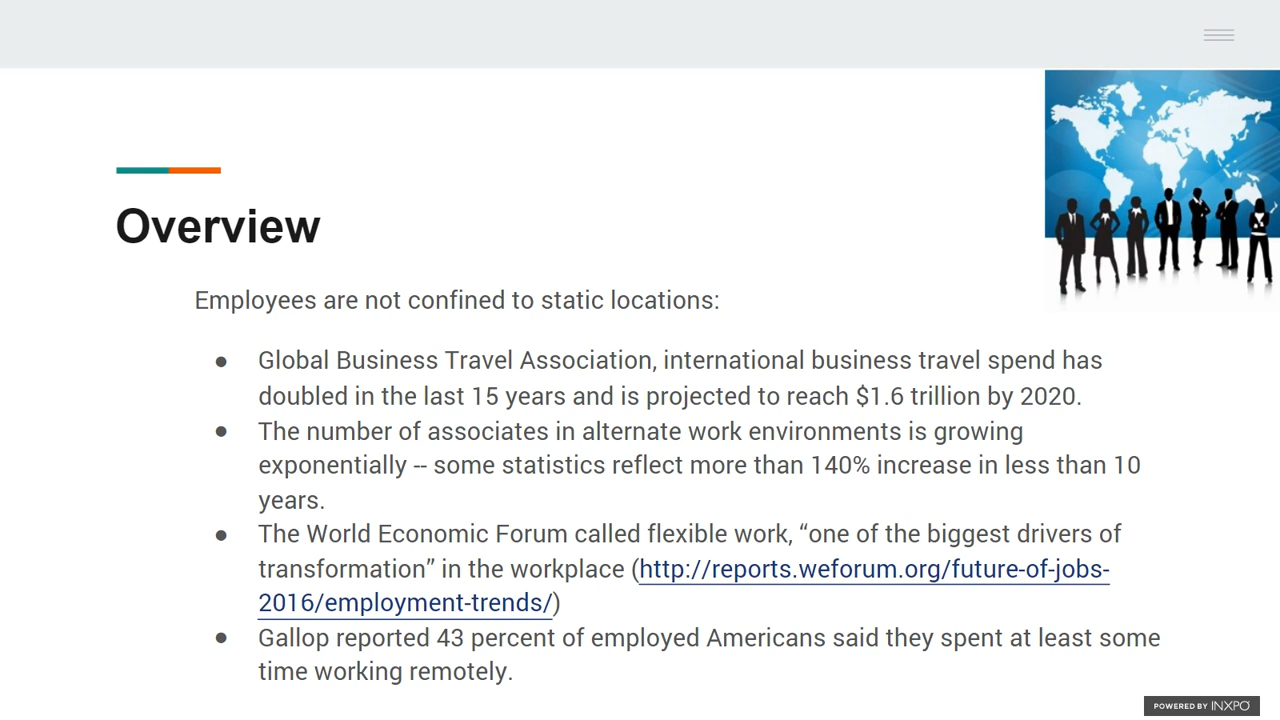 Overview
Employees are not confined to static locations:
● Global Business Travel Association, international business travel spend has
doubled in the last 15 years and is projected to reach $1.6 trillion by 2020.
● The number of associates in alternate work environments is growing
exponentially -- some statistics reflect more than 140% increase in less than 10
years.
● The World Economic Forum called flexible work, “one of the biggest drivers of
transformation” in the workplace (http://reports.weforum.org/future-of-jobs-
2016/employment-trends/)
● Gallop reported 43 percent of employed Americans said they spent at least some
time working remotely.
POWERED BY INXPO